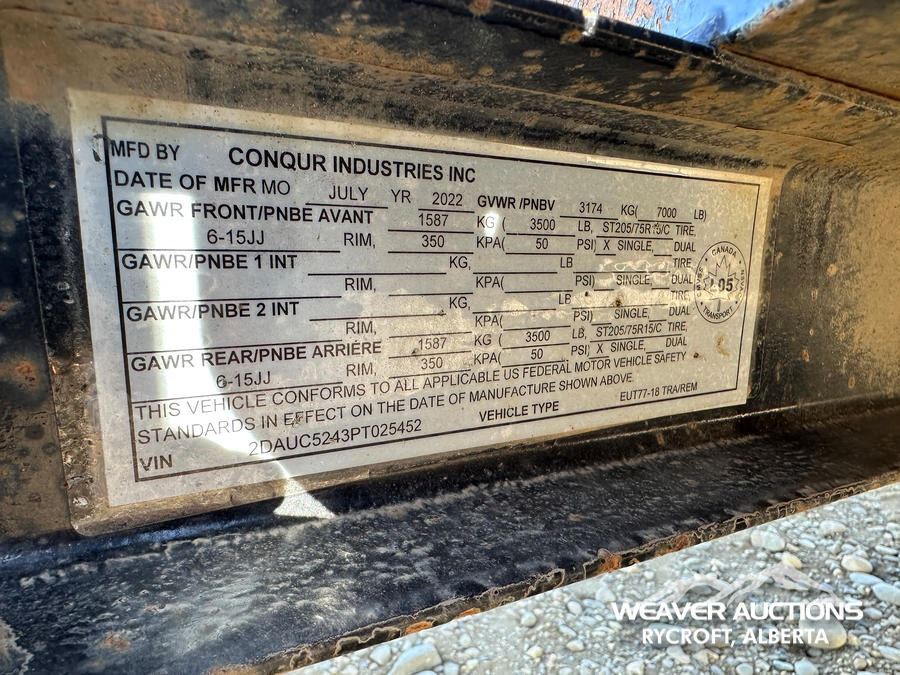 MFD BY CONQUR INDUSTRIES INC
DATE OF MFR MO JULY YR 2022 GVWR /PNBV 3174 KG( 7000 LB)
GAWR FRONT/PNBE AVANT 1587 KG ( 3500 LB, ST205/75R15/C TIRE,
6-15JJ RIM, 350 KPA( 50 PSI) X SINGLE, DUAL
GAWR/PNBE 1 INT KG, LB TIRE
RIM, KPA( PSI) SINGLE, DUAL
GAWR/PNBE 2 INT KG, LB TIRE
RIM, KPA( PSI) SINGLE, DUAL
GAWR REAR/PNBE ARRIÉRE 1587 KG ( 3500 LB, ST205/75R15/C TIRE,
6-15JJ RIM, 350 KPA( 50 PSI) X SINGLE, DUAL
THIS VEHICLE CONFORMS TO ALL APPLICABLE US FEDERAL MOTOR VEHICLE SAFETY
STANDARDS IN EFFECT ON THE DATE OF MANUFACTURE SHOWN ABOVE.
VIN 2DAUC5243PT025452 VEHICLE TYPE EUT77-18 TRA/REM
CANADA
TRANSPORT
WEAVER AUCTIONS
RYCROFT, ALBERTA